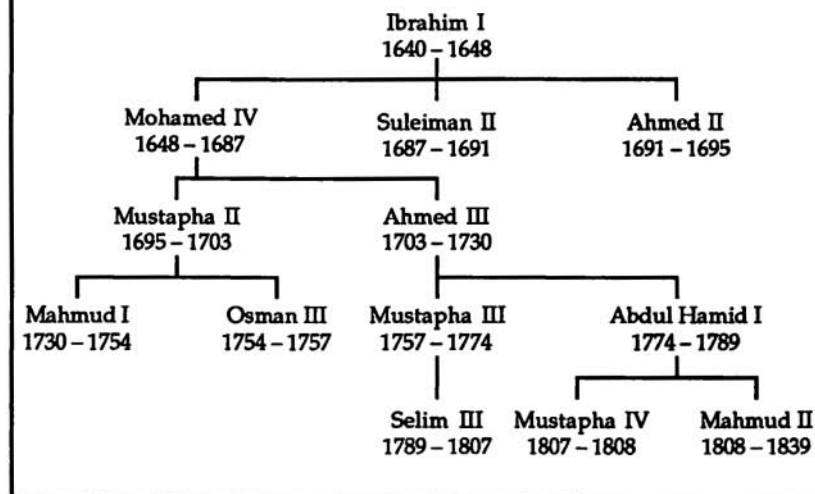 Ibrahim I
1640 – 1648
Mohamed IV
1648 – 1687
Suleiman II
1687 – 1691
Ahmed II
1691 – 1695
Mustapha II
1695 – 1703
Ahmed III
1703 – 1730
Mahmud I
1730 – 1754
Osman III
1754 – 1757
Mustapha III
1757 – 1774
Abdul Hamid I
1774 – 1789
Selim III
1789 – 1807
Mustapha IV
1807 – 1808
Mahmud II
1808 – 1839